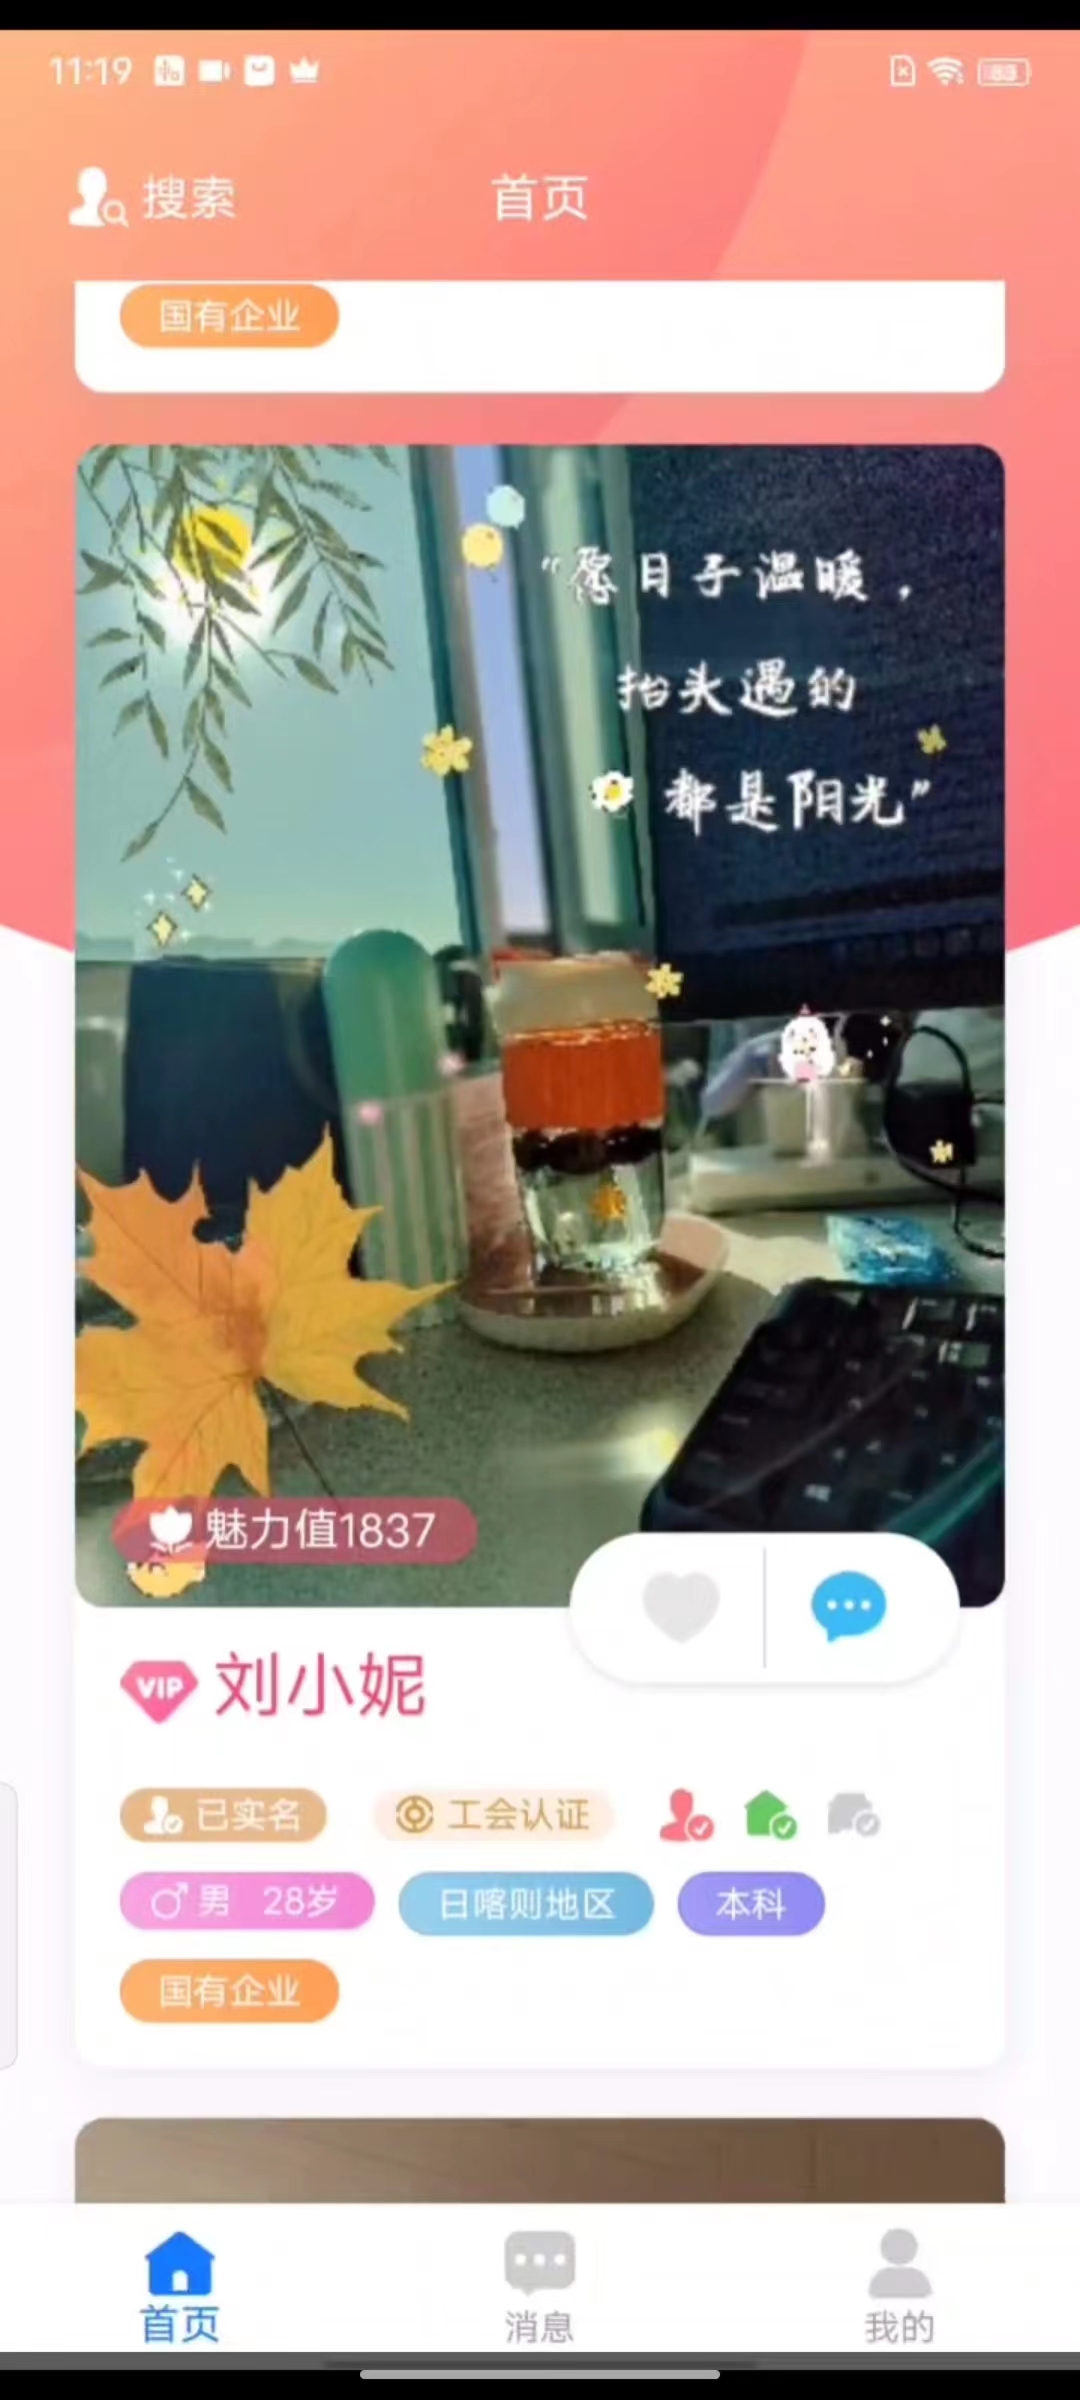 11:19
83
搜索
首页
国有企业
“愿日子温暖，
抬头遇的
都是阳光”
魅力值1837
VIP 刘小妮
已实名 工会认证
男 28岁 日喀则地区 本科
国有企业
首页 消息 我的